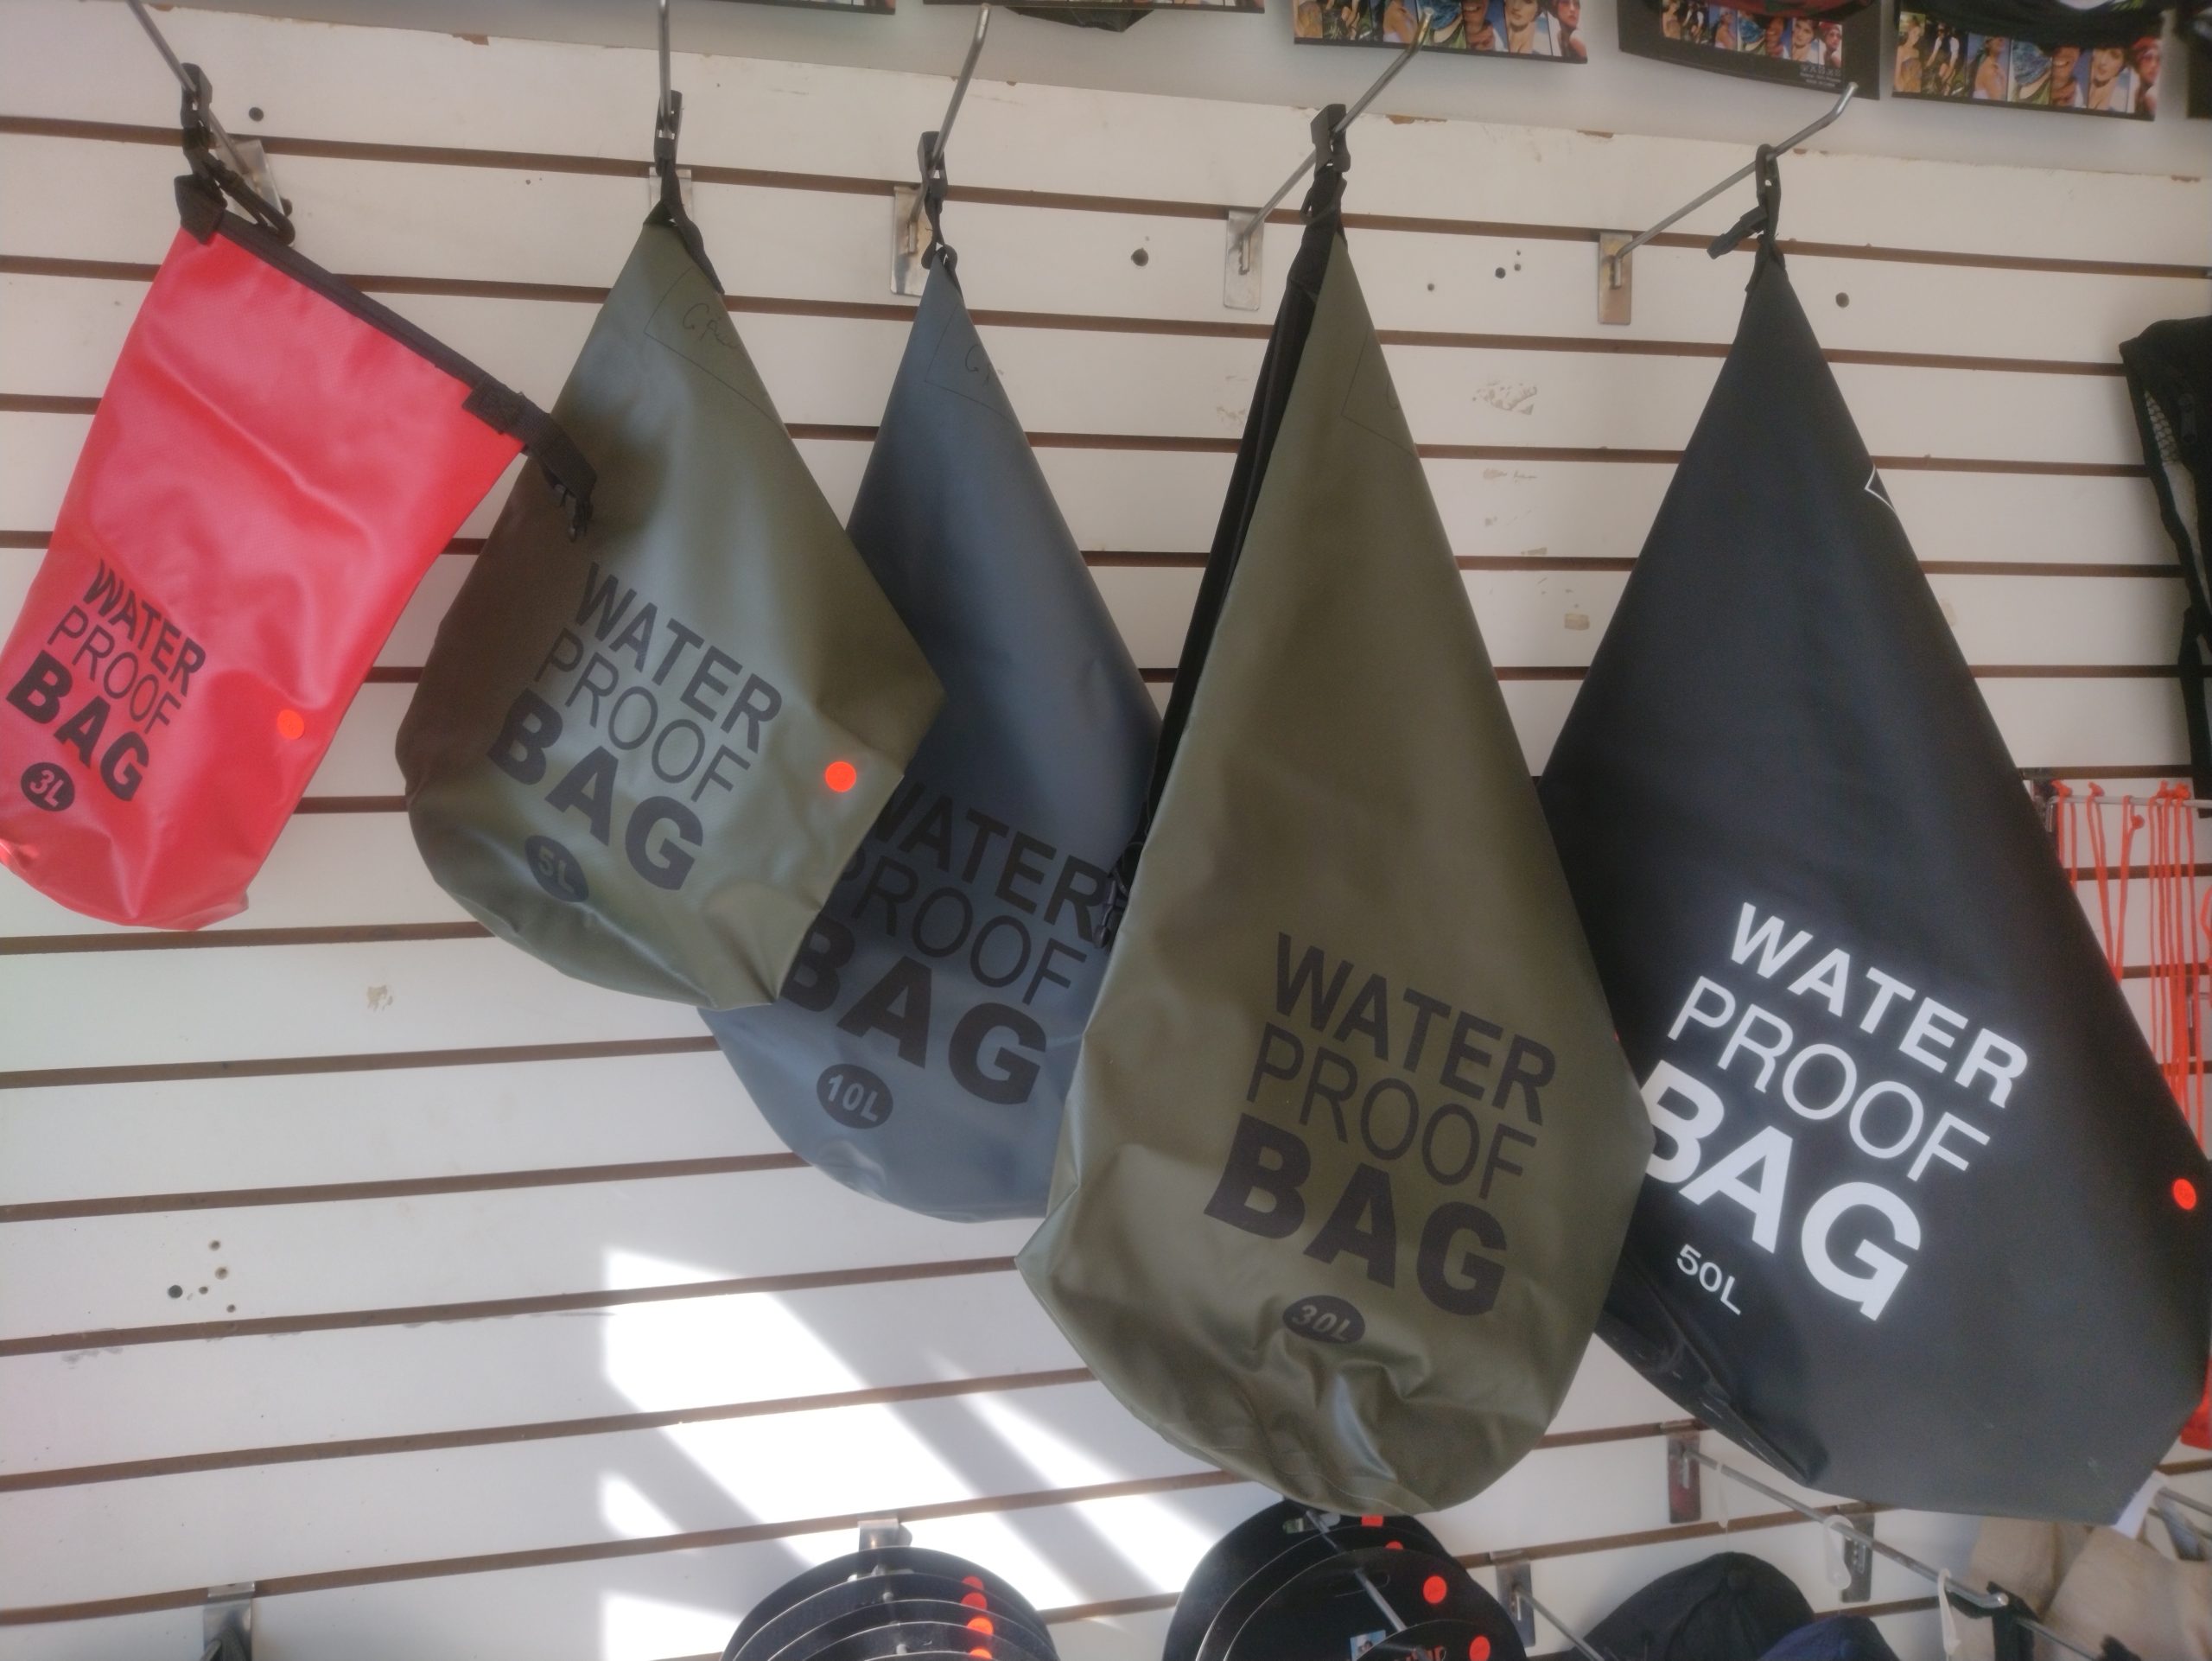 WATER
PROOF
BAG
3L
WATER
PROOF
BAG
5L
WATER
PROOF
BAG
10L
WATER
PROOF
BAG
30L
WATER
PROOF
BAG
50L